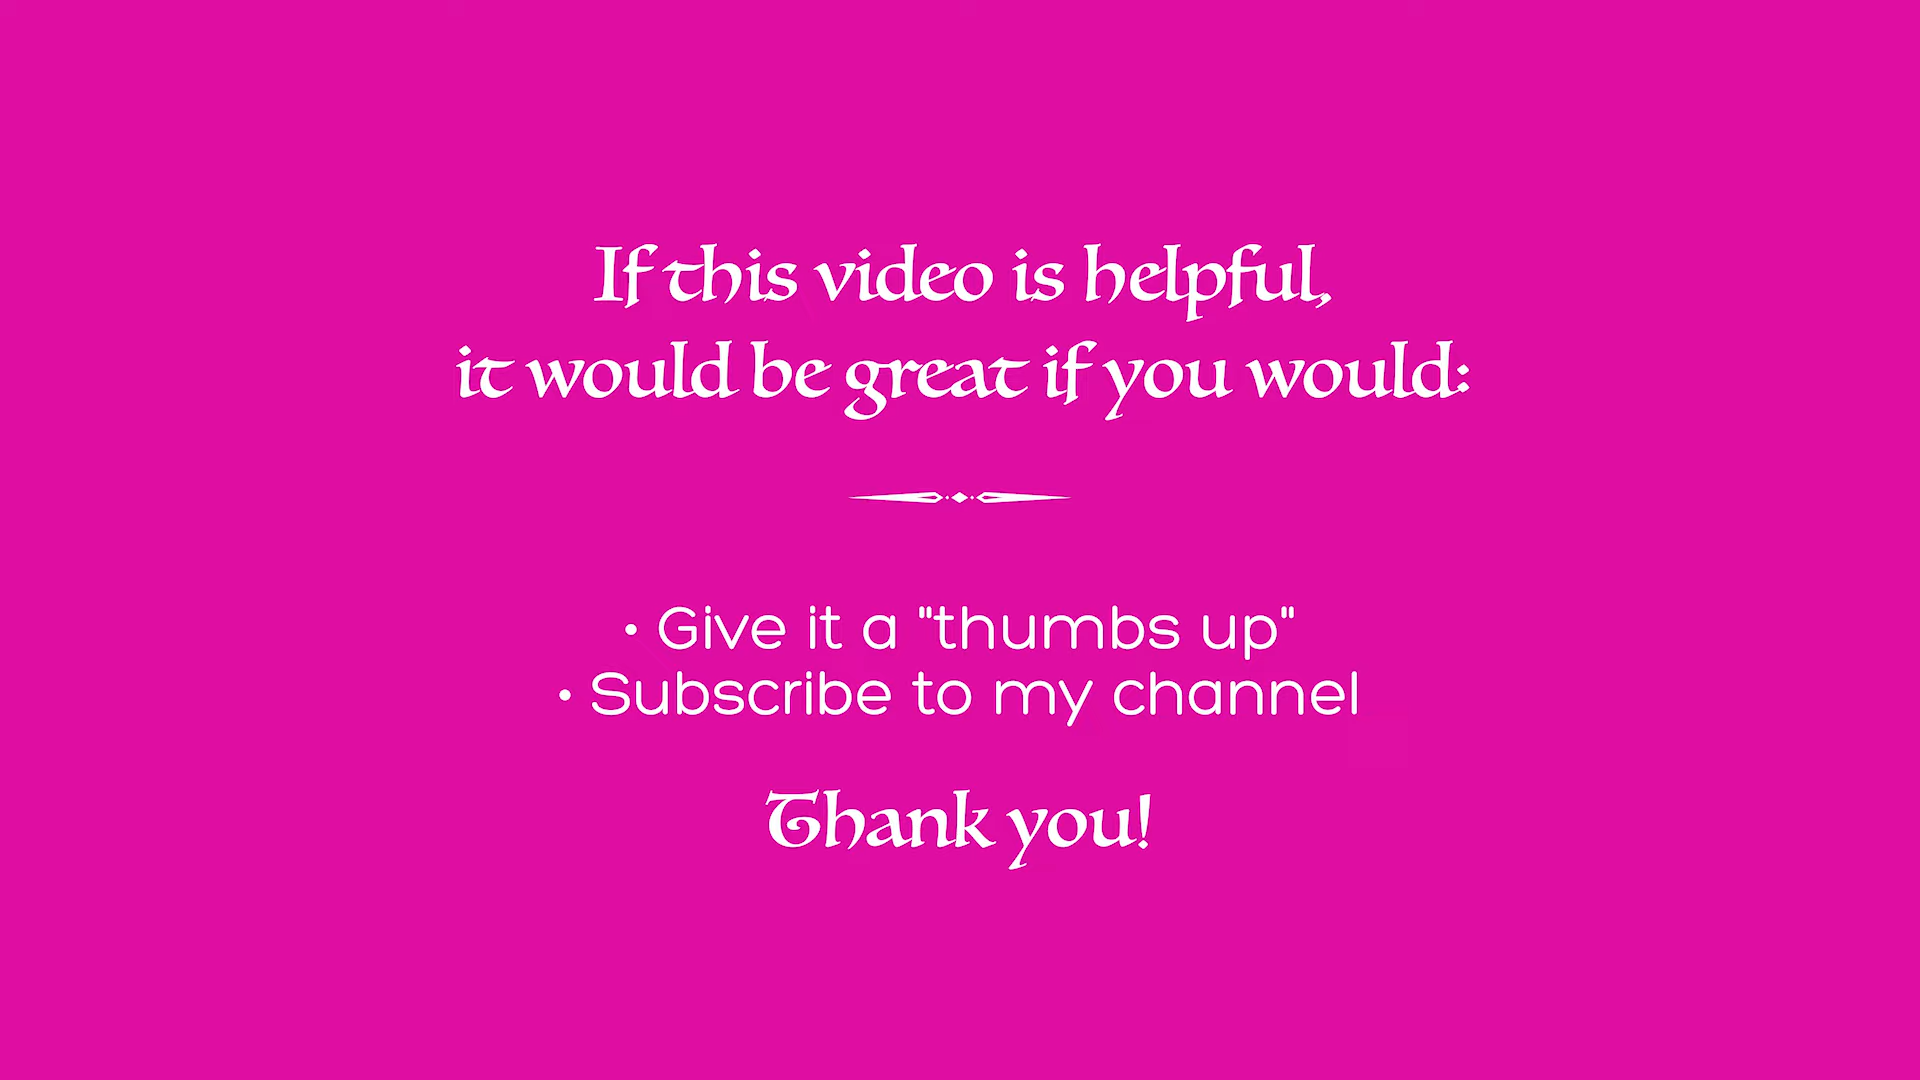 If this video is helpful,
it would be great if you would:
• Give it a "thumbs up"
• Subscribe to my channel
Thank you!